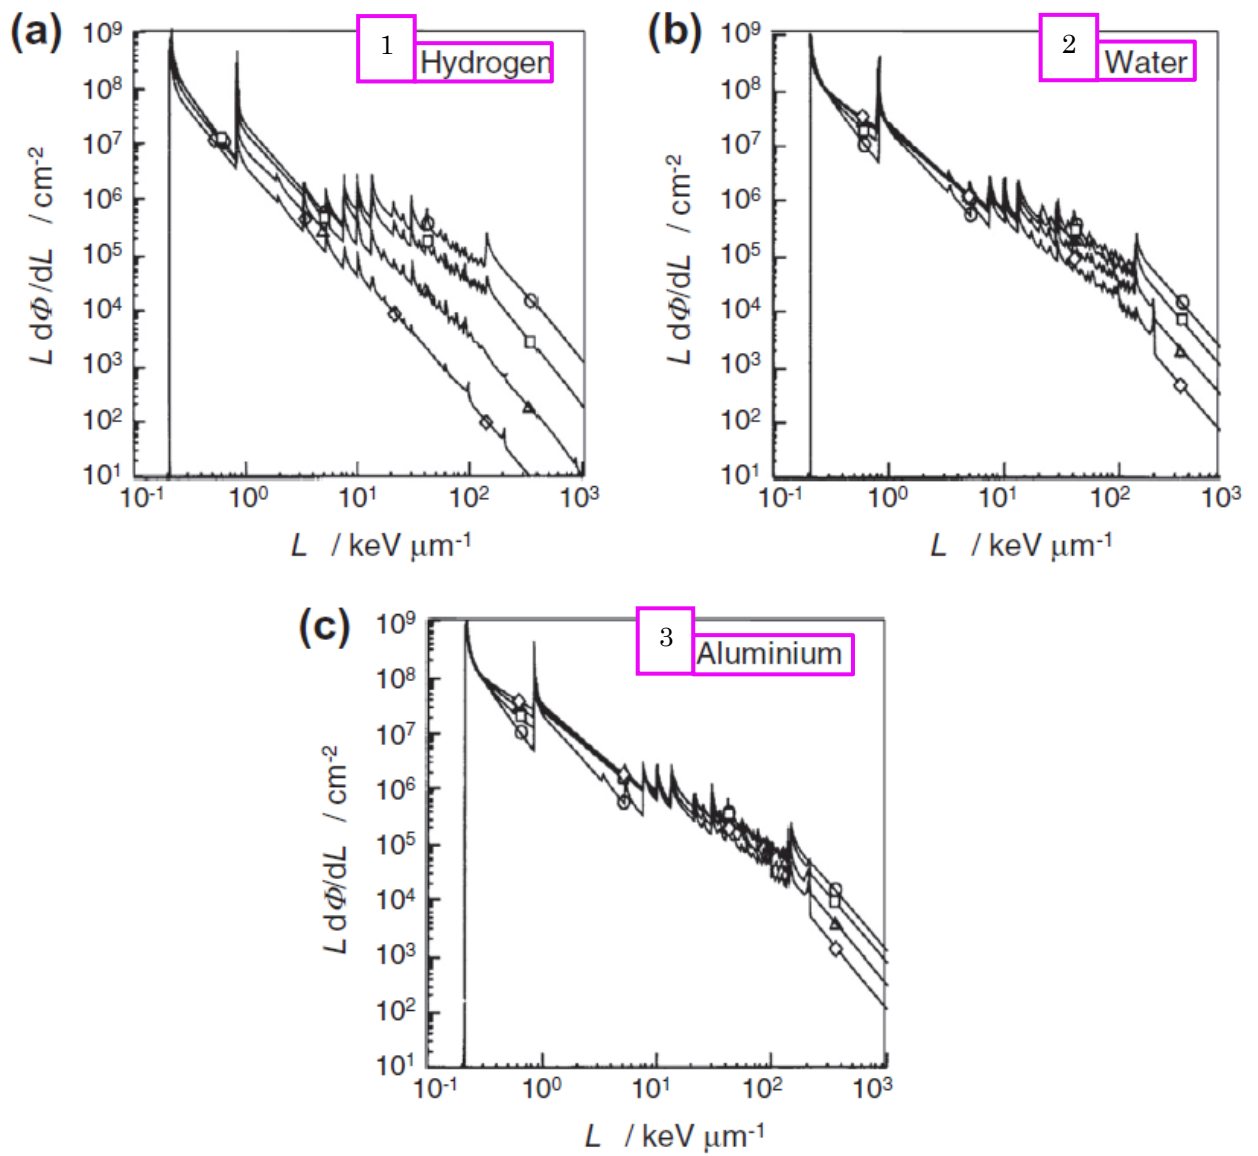 (a)
1
Hydrogen
10⁹
10⁸
10⁷
10⁶
10⁵
10⁴
10³
10²
10¹
L dΦ/dL / cm⁻²
10⁻¹ 10⁰ 10¹ 10² 10³
L / keV μm⁻¹
(b)
2
Water
10⁹
10⁸
10⁷
10⁶
10⁵
10⁴
10³
10²
10¹
L dΦ/dL / cm⁻²
10⁻¹ 10⁰ 10¹ 10² 10³
L / keV μm⁻¹
(c)
3
Aluminium
10⁹
10⁸
10⁷
10⁶
10⁵
10⁴
10³
10²
10¹
L dΦ/dL / cm⁻²
10⁻¹ 10⁰ 10¹ 10² 10³
L / keV μm⁻¹